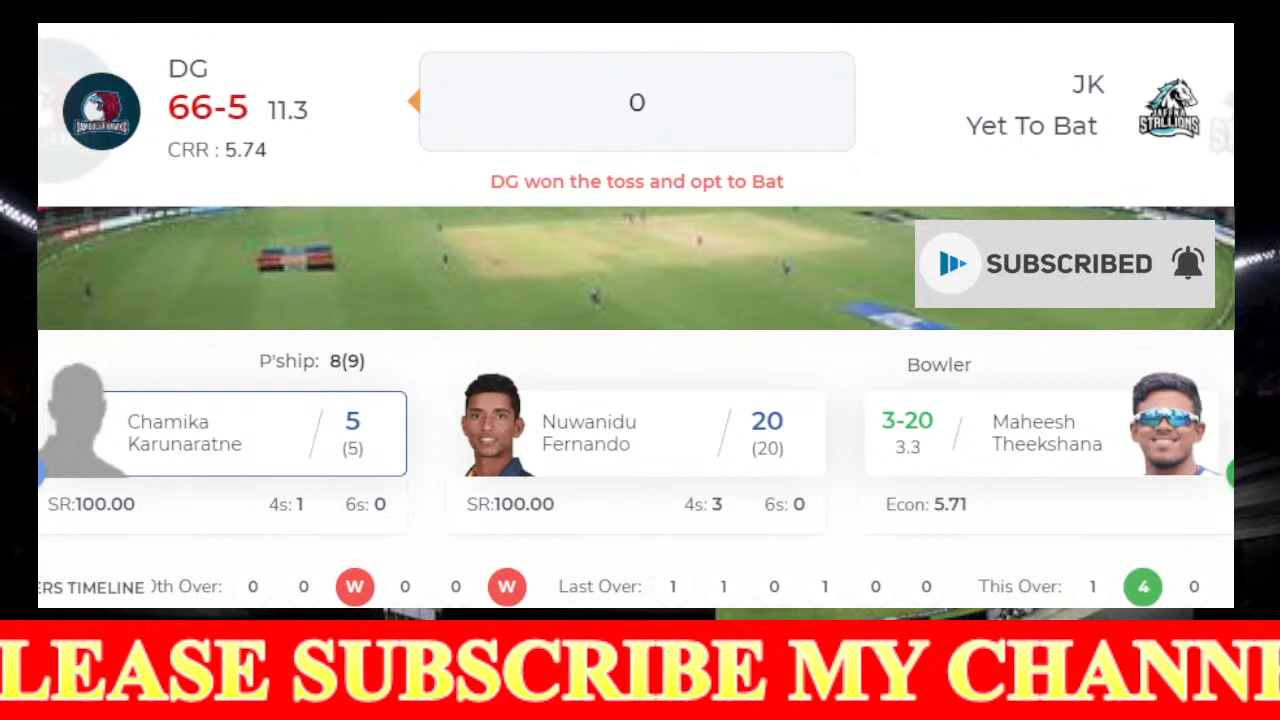 DG
66-5 11.3
CRR : 5.74
0
DG won the toss and opt to Bat
JK
Yet To Bat
STALLIONS
SUBSCRIBED
P'ship: 8(9)
Bowler
Chamika
Karunaratne
5
(5)
Nuwanidu
Fernando
20
(20)
3-20
3.3
Maheesh
Theekshana
SR:100.00 4s: 1 6s: 0
SR:100.00 4s: 3 6s: 0
Econ: 5.71
ERS TIMELINE th Over: 0 0 W 0 0 W Last Over: 1 1 0 1 0 0 This Over: 1 4 0
LEASE SUBSCRIBE MY CHANN